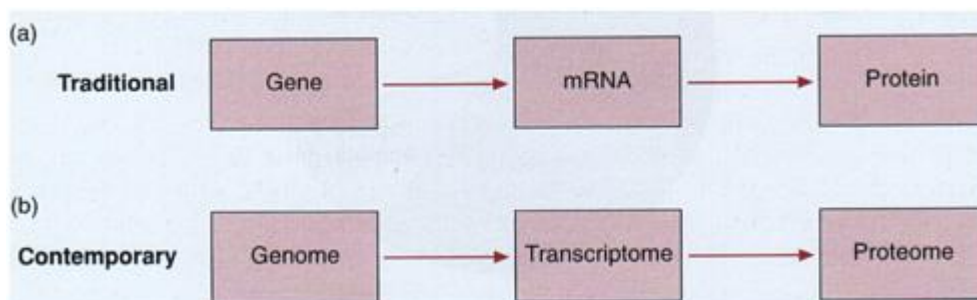 (a)
Traditional Gene mRNA Protein
(b)
Contemporary Genome Transcriptome Proteome